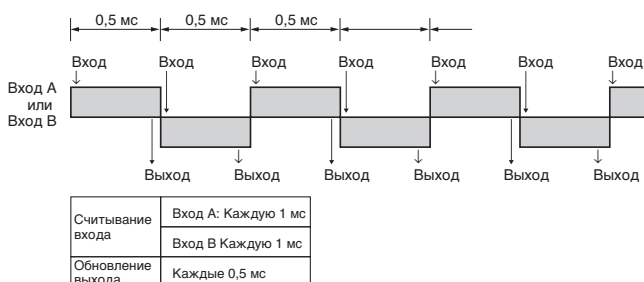 0,5 мс 0,5 мс 0,5 мс
Вход Вход Вход Вход Вход Вход Вход
Вход A
или
Вход B
Выход Выход Выход Выход Выход Выход
Считывание
входа
Вход A: Каждую 1 мс
Вход B Каждую 1 мс
Обновление
выхода
Каждые 0,5 мс